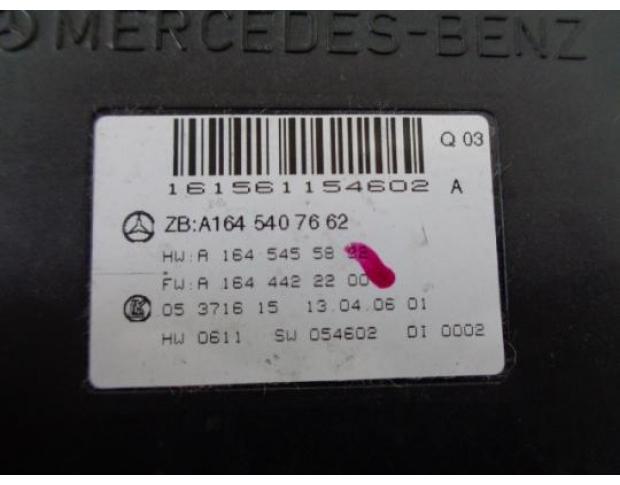 MERCEDES-BENZ
Q 03
161561154602 A
ZB:A164 540 76 62
HW:A 164 545 58
FW:A 164 442 22 00
05 3716 15 13.04.06 01
HW 0611 SW 054602 DI 0002